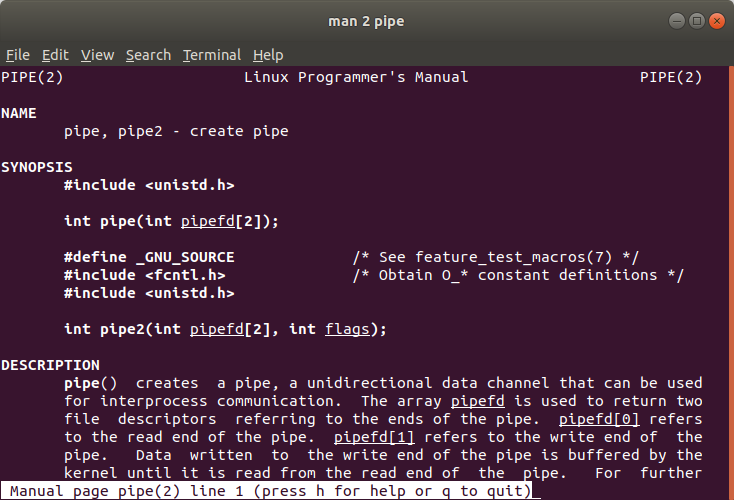 man 2 pipe
File Edit View Search Terminal Help
PIPE(2)                    Linux Programmer's Manual                   PIPE(2)
NAME
       pipe, pipe2 - create pipe
SYNOPSIS
       #include <unistd.h>
       int pipe(int pipefd[2]);
       #define _GNU_SOURCE             /* See feature_test_macros(7) */
       #include <fcntl.h>              /* Obtain O_* constant definitions */
       #include <unistd.h>
       int pipe2(int pipefd[2], int flags);
DESCRIPTION
       pipe()  creates  a pipe, a unidirectional data channel that can be used
       for interprocess communication.  The array pipefd is used to return two
       file  descriptors  referring to the ends of the pipe.  pipefd[0] refers
       to the read end of the pipe.  pipefd[1] refers to the write end of  the
       pipe.   Data  written  to  the write end of the pipe is buffered by the
       kernel until it is read from the read end of  the  pipe.   For  further
 Manual page pipe(2) line 1 (press h for help or q to quit)